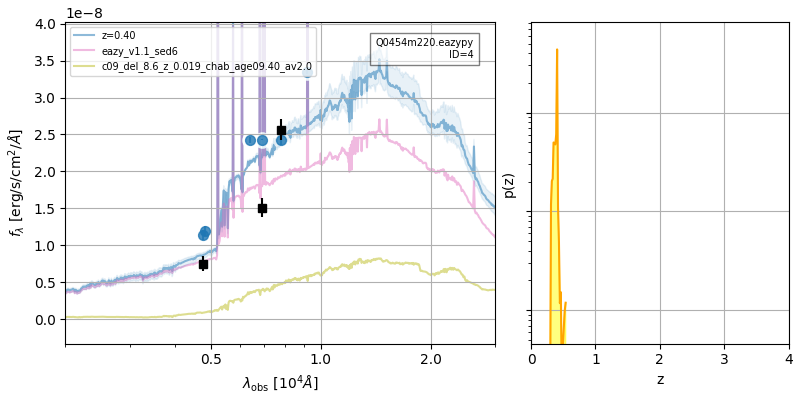 1e−8
4.0
3.5
3.0
2.5
2.0
1.5
1.0
0.5
0.0
f_λ [erg/s/cm²/Å]
z=0.40
eazy_v1.1_sed6
c09_del_8.6_z_0.019_chab_age09.40_av2.0
Q0454m220.eazypy
ID=4
0.5 1.0 2.0
λ_obs [10⁴Å]
p(z)
0 1 2 3 4
z